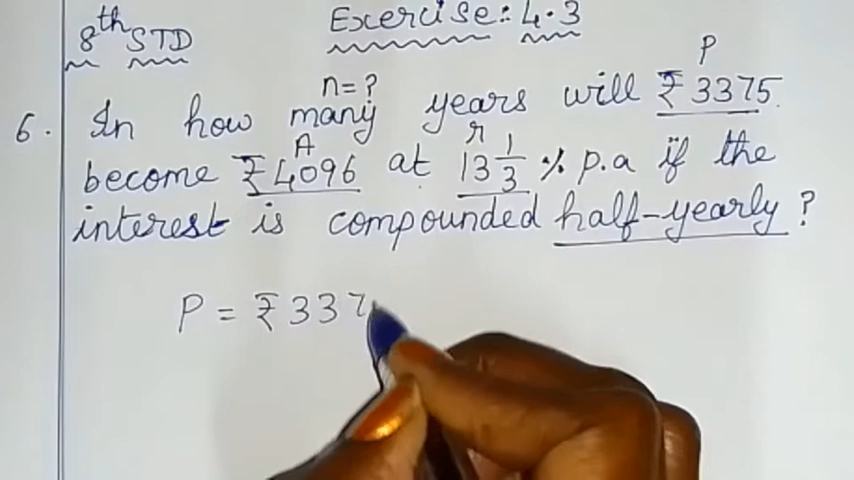 8th STD
Exercise: 4.3
P
n=?
6. In how many years will ₹3375
A
r
become ₹4096 at 13 1/3 % p.a if the
interest is compounded half-yearly?
P = ₹337